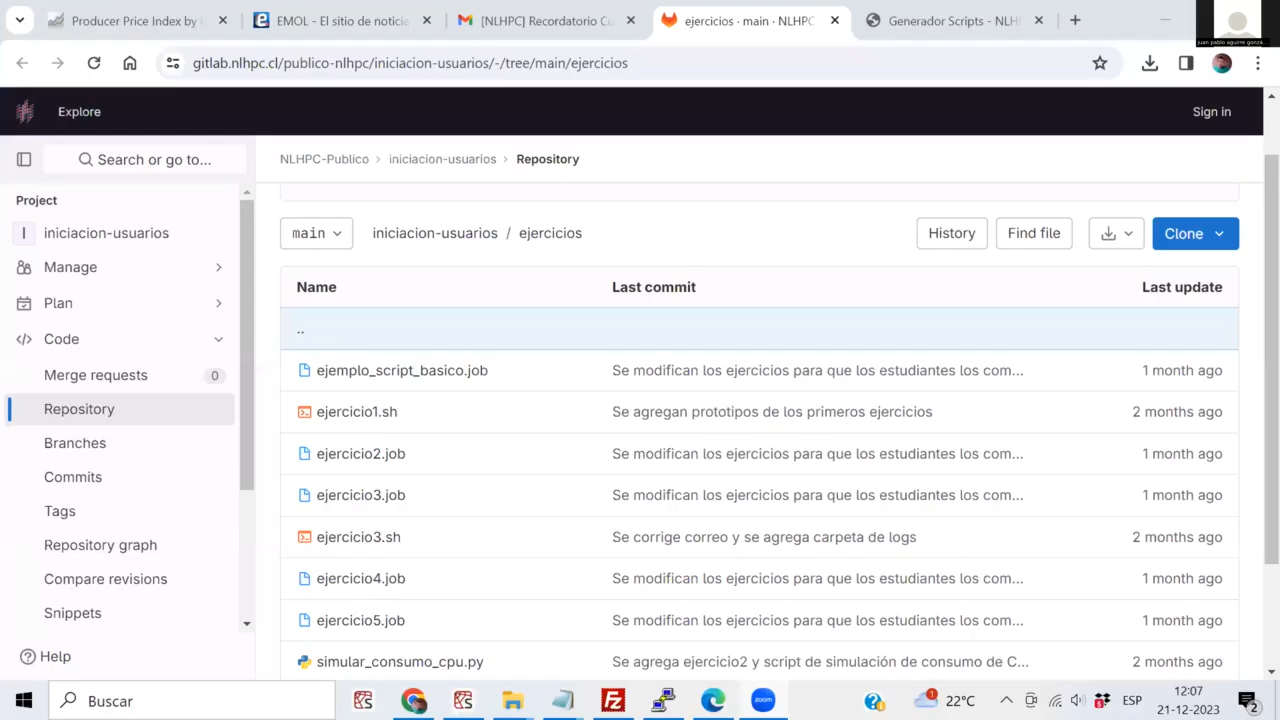 Producer Price Index by C
EMOL - El sitio de noticia
[NLHPC] Recordatorio Cu
ejercicios · main · NLHPC
Generador Scripts - NLHP
juan pablo aguirre gonzá
gitlab.nlhpc.cl/publico-nlhpc/iniciacion-usuarios/-/tree/main/ejercicios
Explore
Sign in
Search or go to...
NLHPC-Publico › iniciacion-usuarios › Repository
Project
I iniciacion-usuarios
main
iniciacion-usuarios / ejercicios
History
Find file
Clone
Manage
Plan
Code
Merge requests 0
Repository
Branches
Commits
Tags
Repository graph
Compare revisions
Snippets
Help
Name Last commit Last update
..
ejemplo_script_basico.job Se modifican los ejercicios para que los estudiantes los com... 1 month ago
ejercicio1.sh Se agregan prototipos de los primeros ejercicios 2 months ago
ejercicio2.job Se modifican los ejercicios para que los estudiantes los com... 1 month ago
ejercicio3.job Se modifican los ejercicios para que los estudiantes los com... 1 month ago
ejercicio3.sh Se corrige correo y se agrega carpeta de logs 2 months ago
ejercicio4.job Se modifican los ejercicios para que los estudiantes los com... 1 month ago
ejercicio5.job Se modifican los ejercicios para que los estudiantes los com... 1 month ago
simular_consumo_cpu.py Se agrega ejercicio2 y script de simulación de consumo de C... 2 months ago
Buscar
zoom
1
22°C
ESP
12:07
21-12-2023
2